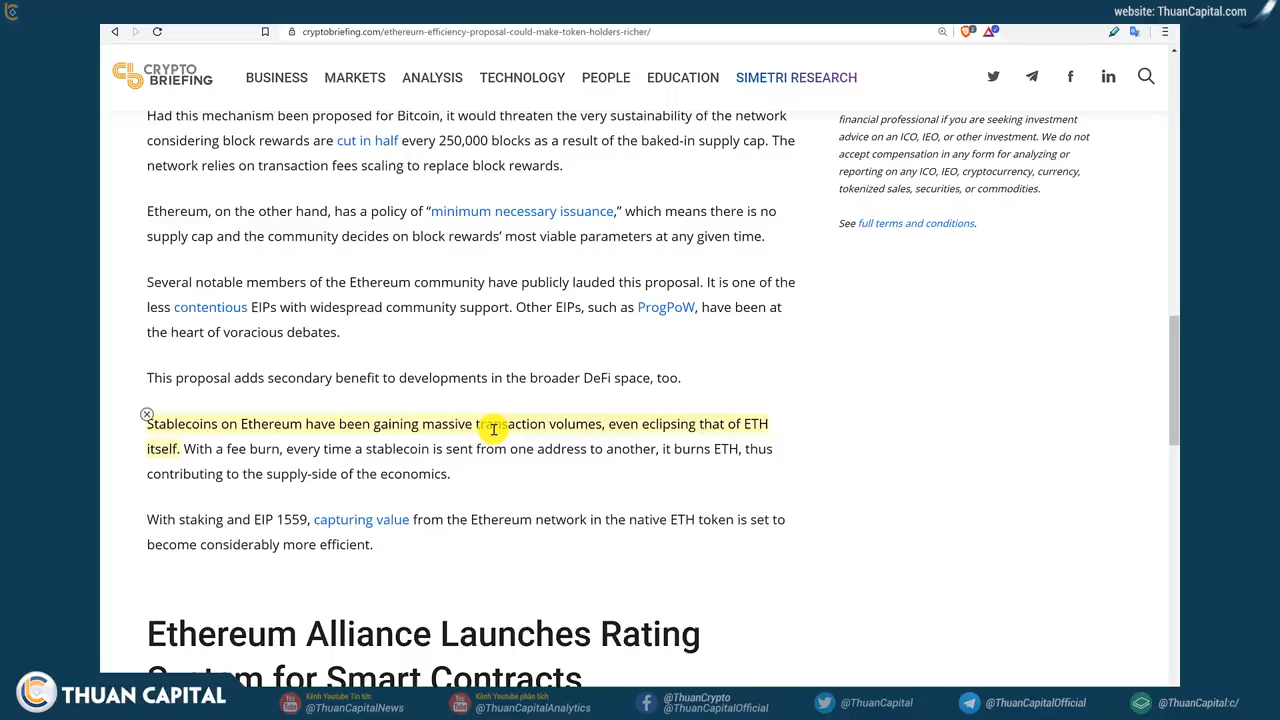 website: ThuanCapital.com
cryptobriefing.com/ethereum-efficiency-proposal-could-make-token-holders-richer/
CRYPTO
BRIEFING
BUSINESS MARKETS ANALYSIS TECHNOLOGY PEOPLE EDUCATION SIMETRI RESEARCH
Had this mechanism been proposed for Bitcoin, it would threaten the very sustainability of the network
considering block rewards are cut in half every 250,000 blocks as a result of the baked-in supply cap. The
network relies on transaction fees scaling to replace block rewards.
Ethereum, on the other hand, has a policy of “minimum necessary issuance,” which means there is no
supply cap and the community decides on block rewards’ most viable parameters at any given time.
Several notable members of the Ethereum community have publicly lauded this proposal. It is one of the
less contentious EIPs with widespread community support. Other EIPs, such as ProgPoW, have been at
the heart of voracious debates.
This proposal adds secondary benefit to developments in the broader DeFi space, too.
Stablecoins on Ethereum have been gaining massive transaction volumes, even eclipsing that of ETH
itself. With a fee burn, every time a stablecoin is sent from one address to another, it burns ETH, thus
contributing to the supply-side of the economics.
With staking and EIP 1559, capturing value from the Ethereum network in the native ETH token is set to
become considerably more efficient.
Ethereum Alliance Launches Rating
System for Smart Contracts
financial professional if you are seeking investment
advice on an ICO, IEO, or other investment. We do not
accept compensation in any form for analyzing or
reporting on any ICO, IEO, cryptocurrency, currency,
tokenized sales, securities, or commodities.
See full terms and conditions.
THUAN CAPITAL
Kênh Youtube Tin tức
@ThuanCapitalNews
Kênh Youtube phân tích
@ThuanCapitalAnalytics
@ThuanCrypto
@ThuanCapitalOfficial
@ThuanCapital
@ThuanCapitalOfficial
@ThuanCapital:c/